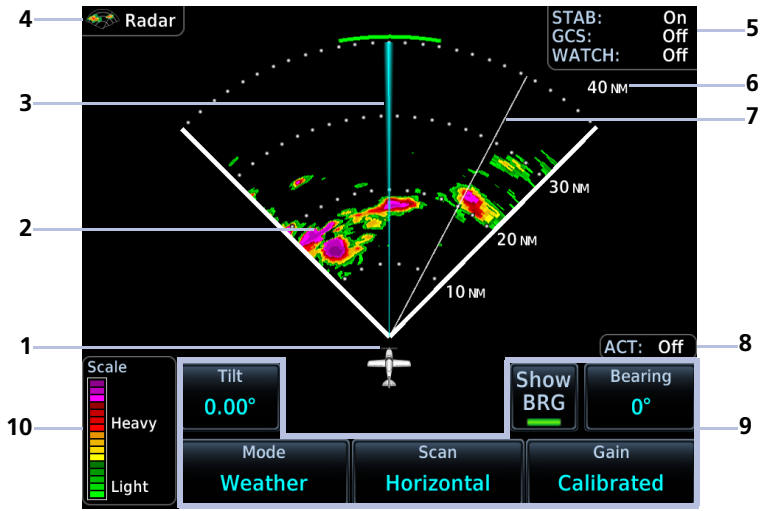 4 Radar
STAB: On
GCS: Off
WATCH: Off
5
40 NM 6
3
7
30 NM
2
20 NM
10 NM
1
ACT: Off 8
Scale
Tilt
Show
BRG
Bearing
0.00°
0°
10
Heavy
9
Mode
Scan
Gain
Light
Weather
Horizontal
Calibrated